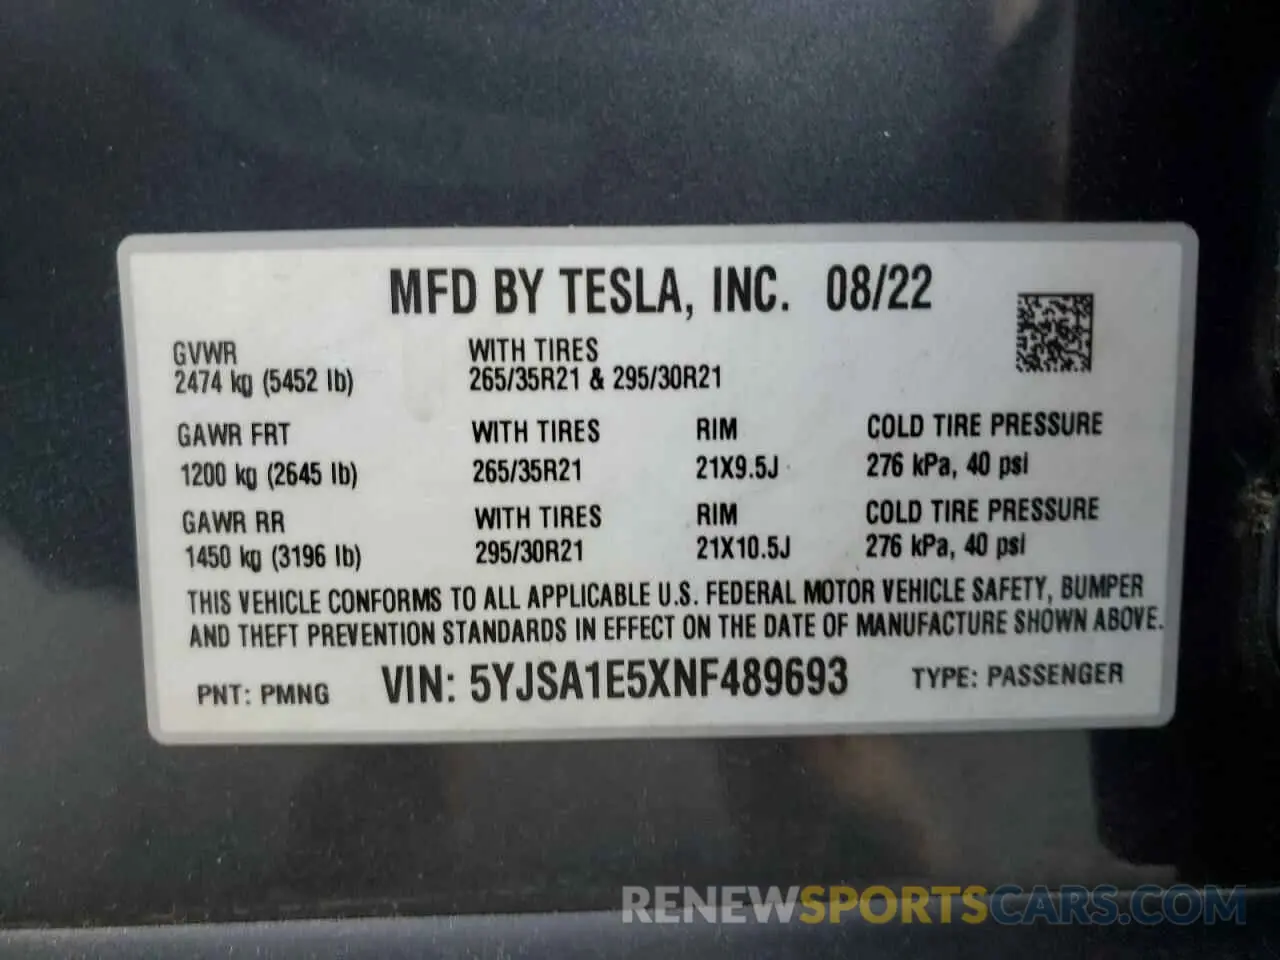 MFD BY TESLA, INC. 08/22
GVWR WITH TIRES
2474 kg (5452 lb) 265/35R21 & 295/30R21
GAWR FRT WITH TIRES RIM COLD TIRE PRESSURE
1200 kg (2645 lb) 265/35R21 21X9.5J 276 kPa, 40 psi
GAWR RR WITH TIRES RIM COLD TIRE PRESSURE
1450 kg (3196 lb) 295/30R21 21X10.5J 276 kPa, 40 psi
THIS VEHICLE CONFORMS TO ALL APPLICABLE U.S. FEDERAL MOTOR VEHICLE SAFETY, BUMPER
AND THEFT PREVENTION STANDARDS IN EFFECT ON THE DATE OF MANUFACTURE SHOWN ABOVE.
PNT: PMNG VIN: 5YJSA1E5XNF489693 TYPE: PASSENGER
RENEWSPORTSCARS.COM